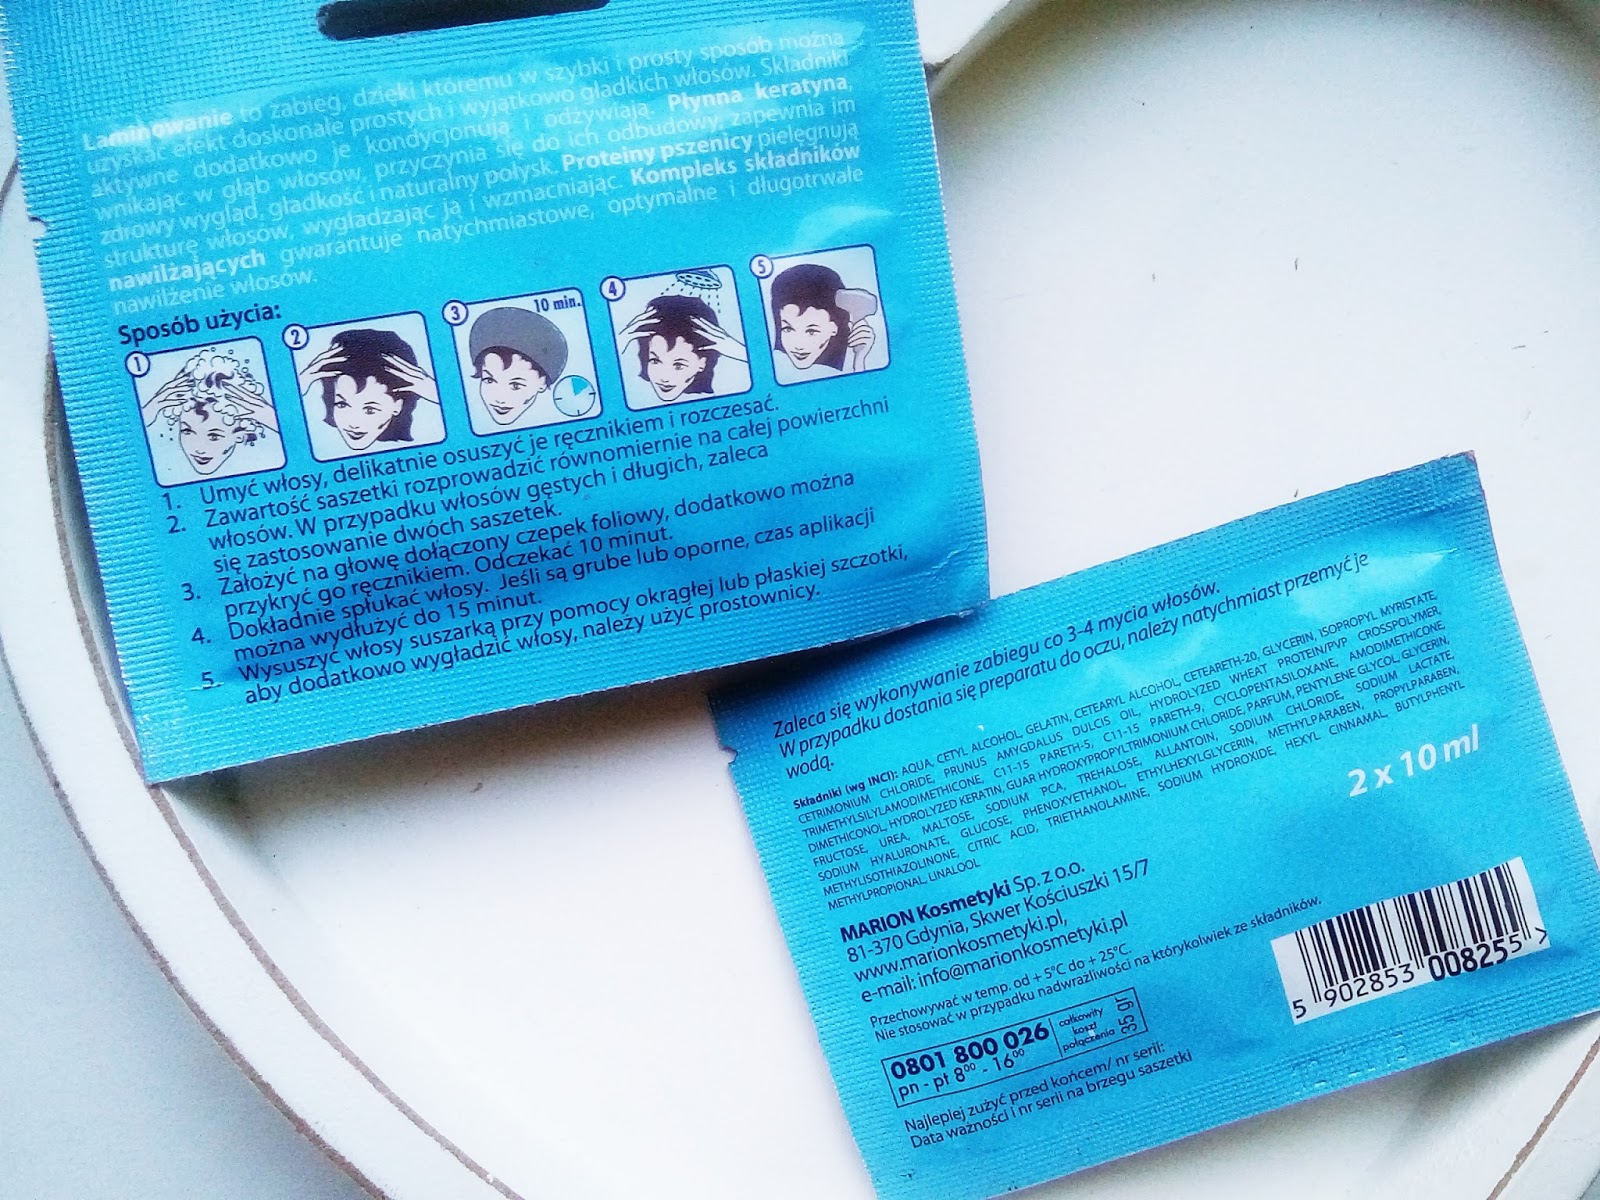 Laminowanie to zabieg, dzięki któremu w szybki i prosty sposób można
uzyskać efekt doskonale prostych i wyjątkowo gładkich włosów. Składniki
aktywne dodatkowo je kondycjonują i odżywiają. Płynna keratyna,
wnikając w głąb włosów, przyczynia się do ich odbudowy, zapewnia im
zdrowy wygląd, gładkość i naturalny połysk. Proteiny pszenicy pielęgnują
strukturę włosów, wygładzając ją i wzmacniając. Kompleks składników
nawilżających gwarantuje natychmiastowe, optymalne i długotrwałe
nawilżenie włosów.
Sposób użycia:
1 2 3 10 min. 4 5
1. Umyć włosy, delikatnie osuszyć je ręcznikiem i rozczesać.
2. Zawartość saszetki rozprowadzić równomiernie na całej powierzchni
włosów. W przypadku włosów gęstych i długich, zaleca
się zastosowanie dwóch saszetek.
3. Założyć na głowę dołączony czepek foliowy, dodatkowo można
przykryć go ręcznikiem. Odczekać 10 minut.
4. Dokładnie spłukać włosy. Jeśli są grube lub oporne, czas aplikacji
można wydłużyć do 15 minut.
5. Wysuszyć włosy suszarką przy pomocy okrągłej lub płaskiej szczotki,
aby dodatkowo wygładzić włosy, należy użyć prostownicy.
Zaleca się wykonywanie zabiegu co 3-4 mycia włosów.
W przypadku dostania się preparatu do oczu, należy natychmiast przemyć je
wodą.
Składniki (wg INCI): AQUA, CETYL ALCOHOL, GELATIN, CETEARYL ALCOHOL, CETEARETH-20, GLYCERIN, ISOPROPYL MYRISTATE,
CETRIMONIUM CHLORIDE, PRUNUS AMYGDALUS DULCIS OIL, HYDROLYZED WHEAT PROTEIN/PVP CROSSPOLYMER,
TRIMETHYLSILYLAMODIMETHICONE, C11-15 PARETH-5, C11-15 PARETH-9, CYCLOPENTASILOXANE, AMODIMETHICONE,
DIMETHICONOL, HYDROLYZED KERATIN, GUAR HYDROXYPROPYLTRIMONIUM CHLORIDE, PARFUM, PENTYLENE GLYCOL, GLYCERIN,
FRUCTOSE, UREA, MALTOSE, SODIUM PCA, TREHALOSE, ALLANTOIN, SODIUM CHLORIDE, SODIUM LACTATE,
SODIUM HYALURONATE, GLUCOSE, PHENOXYETHANOL, ETHYLHEXYLGLYCERIN, METHYLPARABEN, PROPYLPARABEN,
METHYLISOTHIAZOLINONE, CITRIC ACID, TRIETHANOLAMINE, SODIUM HYDROXIDE, HEXYL CINNAMAL, BUTYLPHENYL
METHYLPROPIONAL, LINALOOL
2 x 10 ml
MARION Kosmetyki Sp. z o.o.
81-370 Gdynia, Skwer Kościuszki 15/7
www.marionkosmetyki.pl,
e-mail: info@marionkosmetyki.pl
Przechowywać w temp. od + 5°C do + 25°C.
Nie stosować w przypadku nadwrażliwości na którykolwiek ze składników.
0801 800 026
pn - pt 800 - 1600
całkowity
koszt
połączenia
35 gr
Najlepiej zużyć przed końcem/ nr serii:
Data ważności i nr serii na brzegu saszetki
5 902853 008255 >